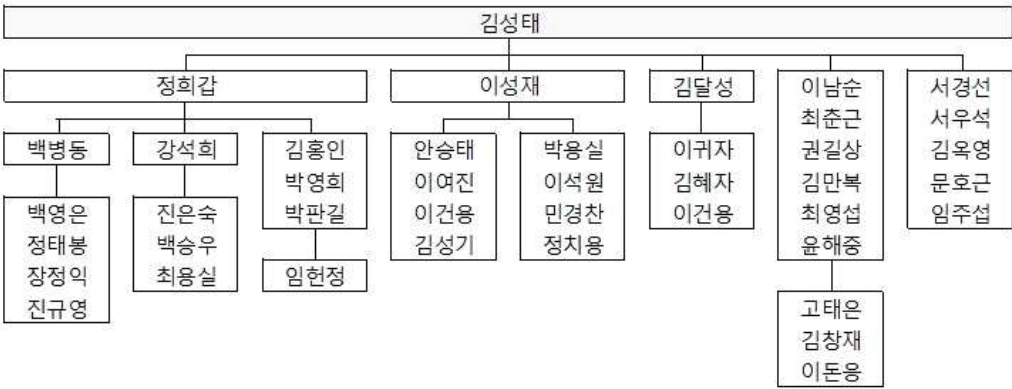 김성태
정희갑
이성재
김달성
이남순
최춘근
권길상
김만복
최영섭
윤해중
서경선
서우석
김옥영
문호근
임주섭
백병동
강석희
김홍인
박영희
박판길
안승태
이여진
이건용
김성기
박용실
이석원
민경찬
정치용
이귀자
김혜자
이건용
백영은
정태봉
장정익
진규영
진은숙
백승우
최용실
임헌정
고태은
김창재
이돈응